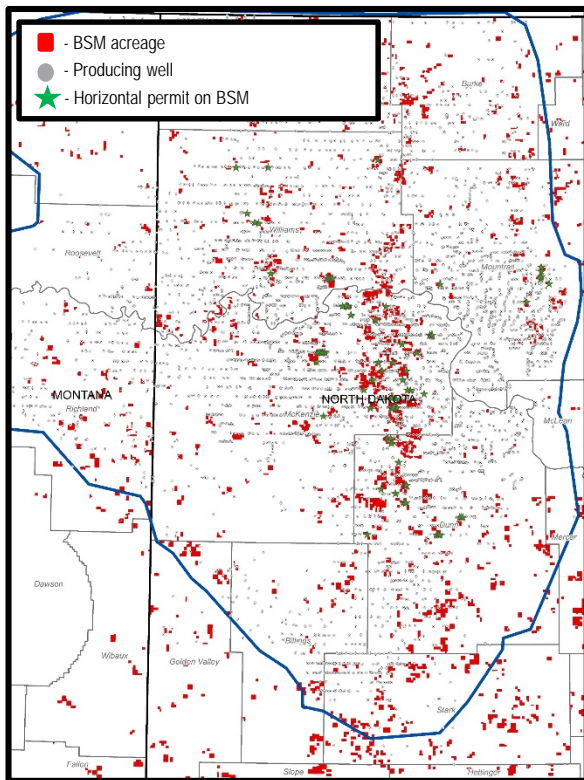 - BSM acreage
- Producing well
- Horizontal permit on BSM
Burke
Ward
Williams
Roosevelt
Mountrail
MONTANA
Richland
NORTH DAKOTA
McKenzie
McLean
Dunn
Mercer
Dawson
Billings
Wibaux
Golden Valley
Stark
Fallon
Slope
Hettinger